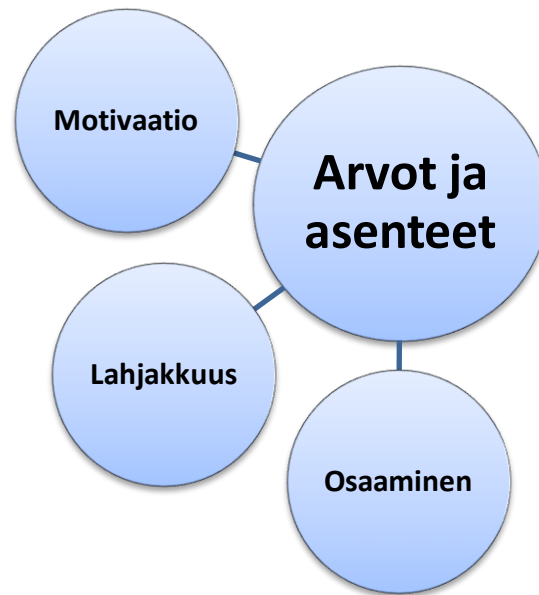 Motivaatio
Arvot ja
asenteet
Lahjakkuus
Osaaminen